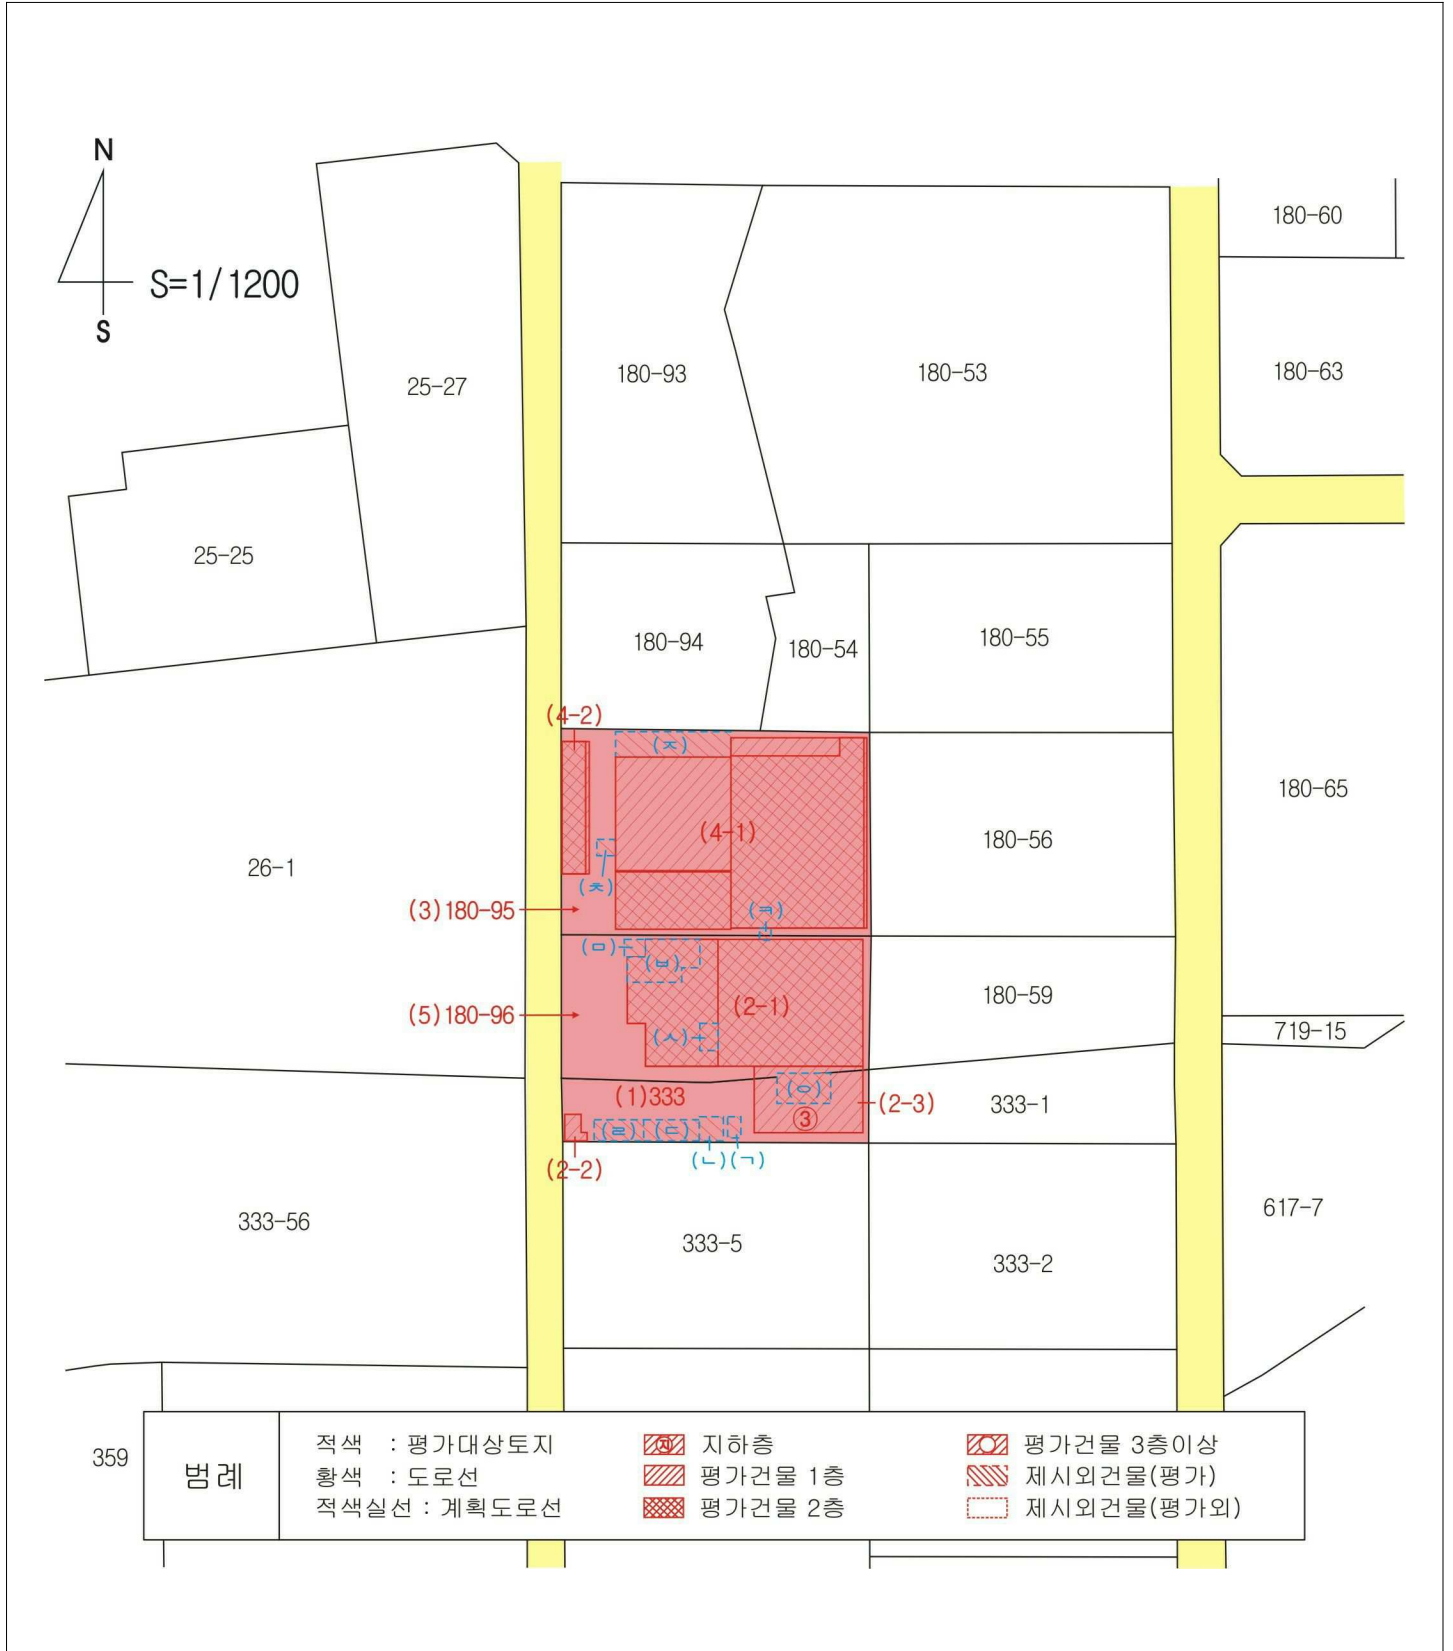 N
S=1/1200
S
180-60
180-93
180-53
180-63
25-27
25-25
180-94
180-54
180-55
(4-2)
(ㅈ)
180-65
(4-1)
180-56
26-1
(ㅊ)
(3)180-95
(ㅋ)
(ㅁ)
(ㅂ)
180-59
(2-1)
(5)180-96
719-15
(ㅅ)
(ㅇ)
(1)333
(2-3)
333-1
3
(ㄹ)
(ㄷ)
(ㄴ)
(ㄱ)
(2-2)
617-7
333-56
333-5
333-2
359
범례
적색 : 평가대상토지
황색 : 도로선
적색실선 : 계획도로선
지 지하층
평가건물 1층
평가건물 2층
평가건물 3층이상
제시외건물(평가)
제시외건물(평가외)